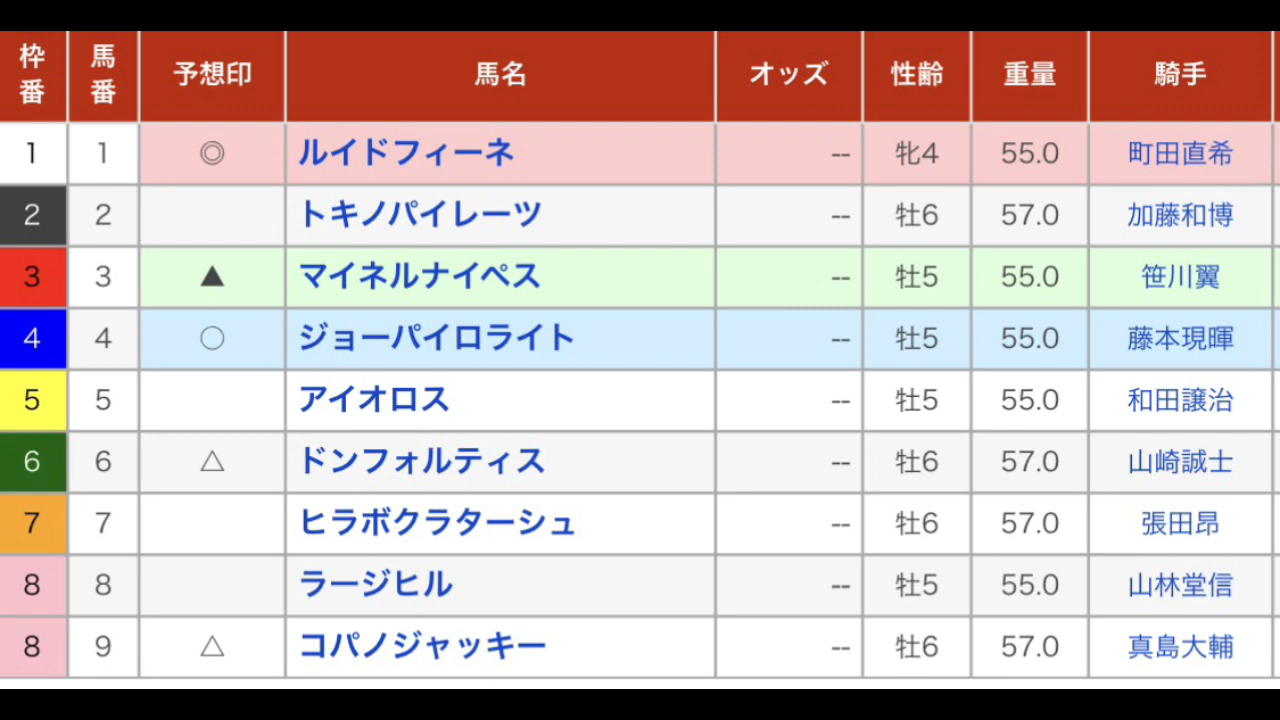 枠番 馬番 予想印 馬名 オッズ 性齢 重量 騎手
1 1 ◎ ルイドフィーネ -- 牝4 55.0 町田直希
2 2 トキノパイレーツ -- 牡6 57.0 加藤和博
3 3 ▲ マイネルナイペス -- 牡5 55.0 笹川翼
4 4 ○ ジョーパイロライト -- 牡5 55.0 藤本現暉
5 5 アイオロス -- 牡5 55.0 和田譲治
6 6 △ ドンフォルティス -- 牡6 57.0 山崎誠士
7 7 ヒラボクラターシュ -- 牡6 57.0 張田昂
8 8 ラージヒル -- 牡5 55.0 山林堂信
8 9 △ コパノジャッキー -- 牡6 57.0 真島大輔